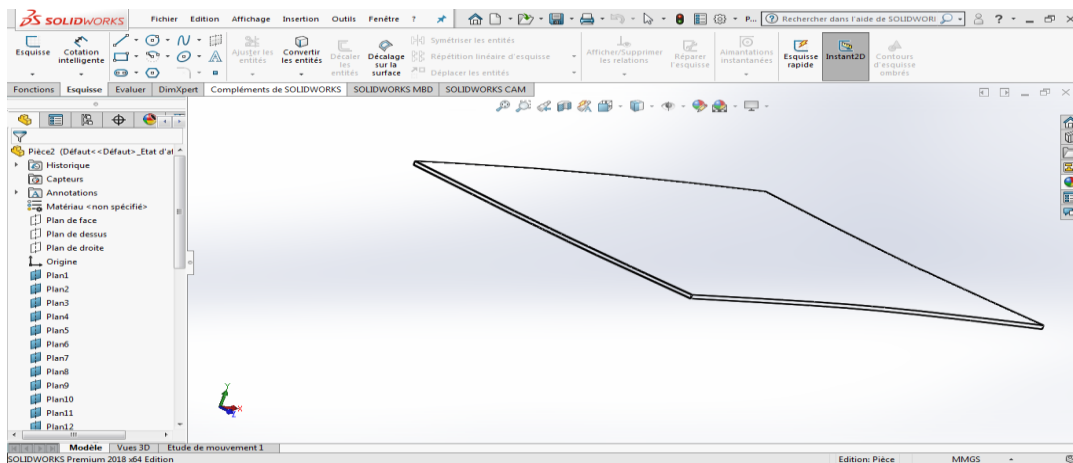 SOLIDWORKS Fichier Edition Affichage Insertion Outils Fenêtre ? P... Rechercher dans l'aide de SOLIDWORI
Esquisse Cotation intelligente Ajuster les entités Convertir les entités Décaler les entités Décalage sur la surface Symétriser les entités Afficher/Supprimer les relations Réparer l'esquisse Aimantations instantanées Esquisse rapide Instant2D Contours d'esquisse ombrés
Répétition linéaire d'esquisse
Déplacer les entités
Fonctions Esquisse Evaluer DimXpert Compléments de SOLIDWORKS SOLIDWORKS MBD SOLIDWORKS CAM
Pièce2 (Défaut<<Défaut>_Etat d'af
Historique
Capteurs
Annotations
Matériau <non spécifié>
Plan de face
Plan de dessus
Plan de droite
Origine
Plan1
Plan2
Plan3
Plan4
Plan5
Plan6
Plan7
Plan8
Plan9
Plan10
Plan11
Plan12
Y
X
Z
Modèle Vues 3D Etude de mouvement 1
SOLIDWORKS Premium 2018 x64 Edition Edition: Pièce MMGS